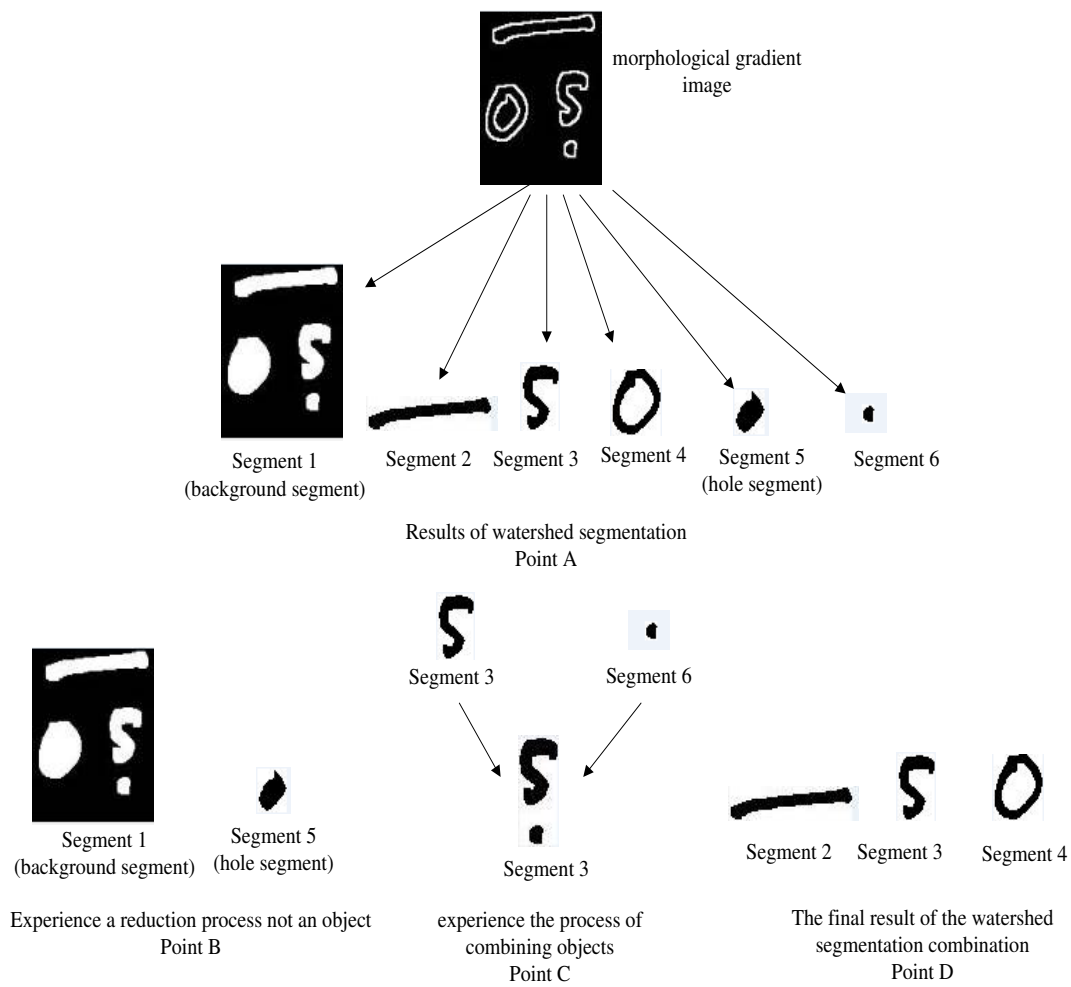 morphological gradient
image
Segment 1
(background segment)
Segment 2
Segment 3
Segment 4
Segment 5
(hole segment)
Segment 6
Results of watershed segmentation
Point A
Segment 1
(background segment)
Segment 5
(hole segment)
Experience a reduction process not an object
Point B
Segment 3
Segment 6
Segment 3
experience the process of
combining objects
Point C
Segment 2
Segment 3
Segment 4
The final result of the watershed
segmentation combination
Point D